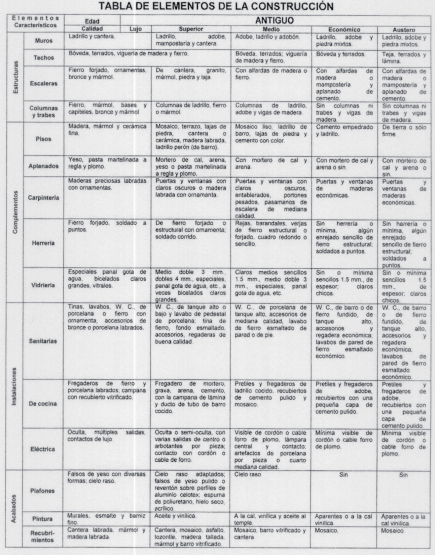 TABLA DE ELEMENTOS DE LA CONSTRUCCIÓN
Elementos
Característicos
Edad
ANTIGUO
Calidad
Lujo
Superior
Medio
Económico
Austero
Estructuras
Muros
Ladrillo y cantera.
Ladrillo, adobe, mampostería y cantera.
Adobe, ladrillo y adobón.
Ladrillo, adobe y piedra mixtos.
Ladrillo, adobe y piedra mixtos.
Techos
Bóveda, terrados, viguería de madera y fierro.
Bóveda, terrados; viguería de madera y fierro.
Bóveda y terrados.
Teja, terrados y lámina.
Escaleras
Fierro forjado, ornamentas, bronce y mármol.
De cantera, granito, mármol, piedra y laja.
Con alfardas de madera o fierro.
Con alfardas de madera o mampostería y aplanado de cemento.
Con alfardas de madera o mampostería y aplanado de cemento.
Columnas y trabes
Fierro, mármol, bases y capiteles, bronce y mármol
Columnas de ladrillo, fierro o mármol.
Columnas de ladrillo, adobe y vigas de madera.
Sin columnas ni trabes y vigas de madera.
Sin columnas ni trabes y vigas de madera.
Complementos
Pisos
Madera, mármol y cerámica fina.
Mosaico, terrazo, lajas de piedra, cantera o cerámica, madera labrada, ladrillo perón (de barro).
Mosaico liso, ladrillo de barro, lajas de piedra y cemento con color.
Cemento empedrado y ladrillo.
De tierra o sólo firme.
Aplanados
Yeso, pasta martelinada a regla y plomo.
Mortero de cal, arena, yeso o pasta martelinada a regla y plomo.
Con mortero de cal y arena.
Con mortero de cal y arena o sin.
Con mortero de cal y arena o sin.
Carpintería
Maderas preciosas labradas con ornamentas.
Puertas y ventanas con claros oscuros o madera labrada con ornamenta.
Puertas y ventanas con claros oscuros, entablerados, portones pesados, pasamanos de escalera de mediana calidad.
Puertas y ventanas de maderas económicas.
Puertas y ventanas de maderas económicas.
Herrería
Fierro forjado, soldado a puntos.
De fierro forjado o estructural con ornamenta; soldado corrido.
Rejas, barandales, verjas de fierro estructural o forjado, cuadro redondo o sencillo.
Sin herrería o mínima, algún enrejado sencillo de fierro estructural; soldados a puntos.
Sin herrería o mínima, algún enrejado sencillo de fierro estructural; soldados a puntos.
Vidriería
Especiales panal gota de agua, bicelados claros grandes, vitrales.
Medio doble 3 mm., dobles 4 mm., especiales, panal gota de agua, etc., a veces bicelados claros grandes.
Claros medios sencillos 1.5 mm., medio doble 3 mm., especiales; panal gota de agua, etc.
Sin o mínima sencillos 1.5 mm., de espesor; claros chicos.
Sin o mínima sencillos 1.5 mm., de espesor; claros chicos.
Instalaciones
Sanitarias
Tinas, lavabos, W. C., de porcelana o fierro con ornamenta, accesorios de bronce o porcelana labrados.
W. C., de tanque alto o bajo y lavabo de pedestal de porcelana; tina de fierro, fondo esmaltado, accesorios, regaderas de buena calidad.
W. C., de porcelana de tanque alto, accesorios de mediana calidad, lavabo de fierro esmaltado de pared o de pie.
W. C., de barro o de fierro fundido, de tanque alto, accesorios y regadera económica; lavabos de pared de fierro esmaltado económico.
W. C., de barro o de fierro fundido; de tanque alto, accesorios y regadera económica; lavabos de pared de fierro esmaltado económico.
De cocina
Fregaderos de fierro y porcelana labrados, campana con recubierto vitrificado.
Fregadero de mortero, grava, arena, cemento, con la campana de lámina y ducto de tubo de barro cocido.
Pretiles y fregaderos de ladrillo cocido, recubiertos de cemento pulido y mosaico.
Pretiles y fregaderos de adobe, recubiertos con una pequeña capa de cemento pulido.
Pretiles y fregaderos de adobe, recubiertos con una pequeña capa de cemento pulido.
Eléctrica
Oculta, múltiples salidas, contactos de lujo.
Oculta o semi-oculta, con varias salidas de centro o arbotantes por pieza; contacto con cordón o cable de forro.
Visible de cordón o cable forro de plomo, lámpara central y contacto; artefactos de porcelana por pieza o cuarto mediana calidad.
Mínima visible de cordón o cable forro de plomo.
Mínima visible de cordón o cable forro de plomo.
Acabados
Plafones
Falsos de yeso con diversas formas; cielo raso.
Cielo raso adaptados; falsos de yeso pulido o reventón sobre perfiles de aluminio celotex; espuma de poliuretano, hielo seco, acrílico.
Cielo raso
Sin
Sin
Pintura
Murales, esmalte y barniz fino.
Aceite y vinílica.
A la cal, vinílica y aceite al temple.
Aparentes o a la cal vinílica.
Aparentes o a la cal vinílica.
Recubrimientos
Cantera labrada, mármol y madera labrada
Cantera, mosaico, asfalto, tozontle, madera tallada, mármol y barro vitrificado.
Mosaico, barro vitrificado y cantera
Mosaico.
Mosaico.